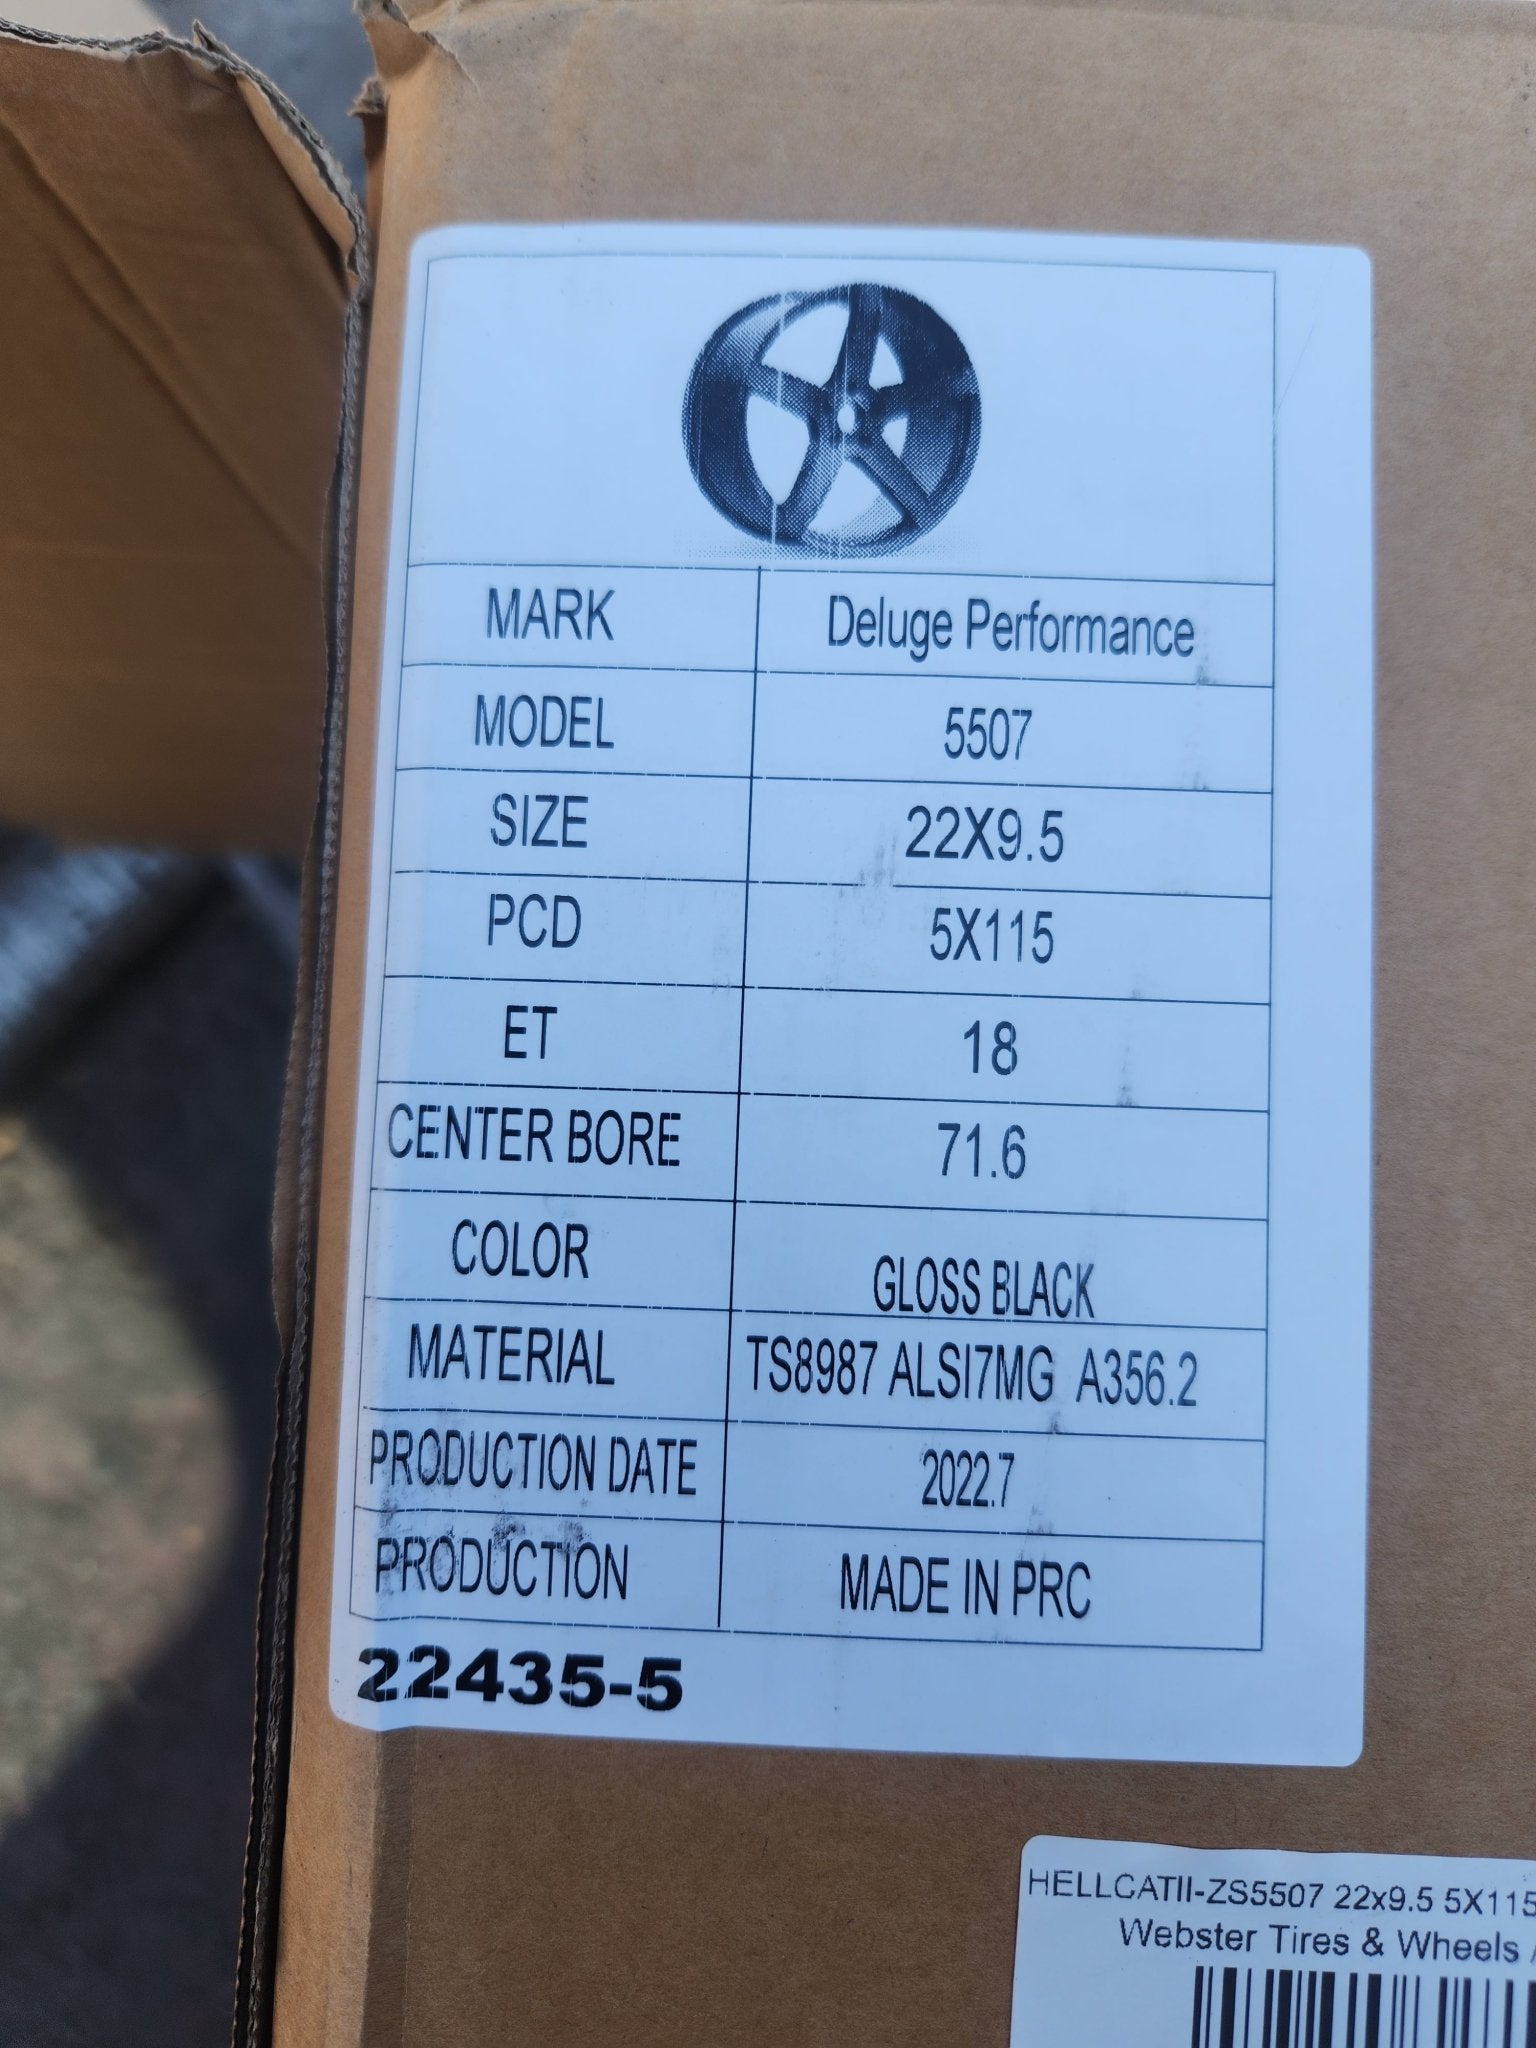 MARK Deluge Performance
MODEL 5507
SIZE 22X9.5
PCD 5X115
ET 18
CENTER BORE 71.6
COLOR GLOSS BLACK
MATERIAL TS8987 ALSI7MG A356.2
PRODUCTION DATE 2022.7
PRODUCTION MADE IN PRC
22435-5
HELLCATII-ZS5507 22x9.5 5X115
Webster Tires & Wheels